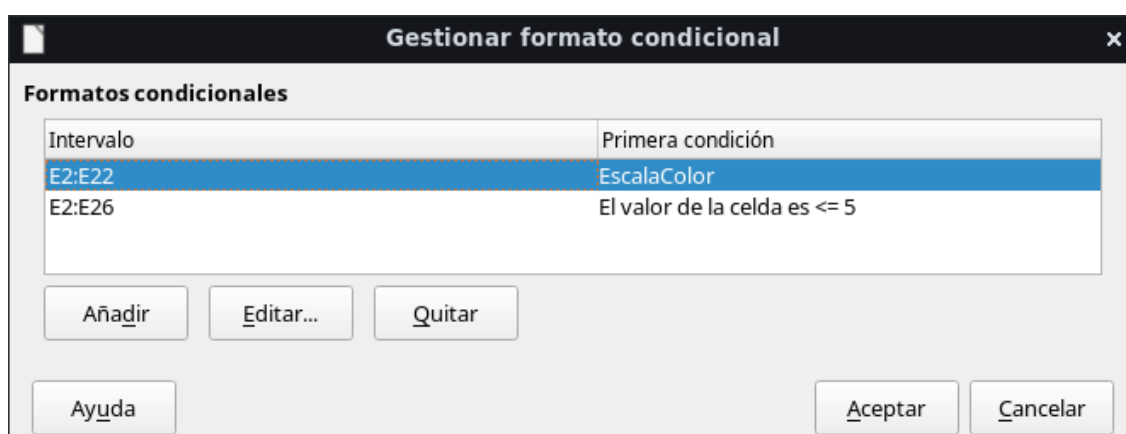 Gestionar formato condicional
Formatos condicionales
Intervalo Primera condición
E2:E22 EscalaColor
E2:E26 El valor de la celda es <= 5
Añadir Editar... Quitar
Ayuda Aceptar Cancelar